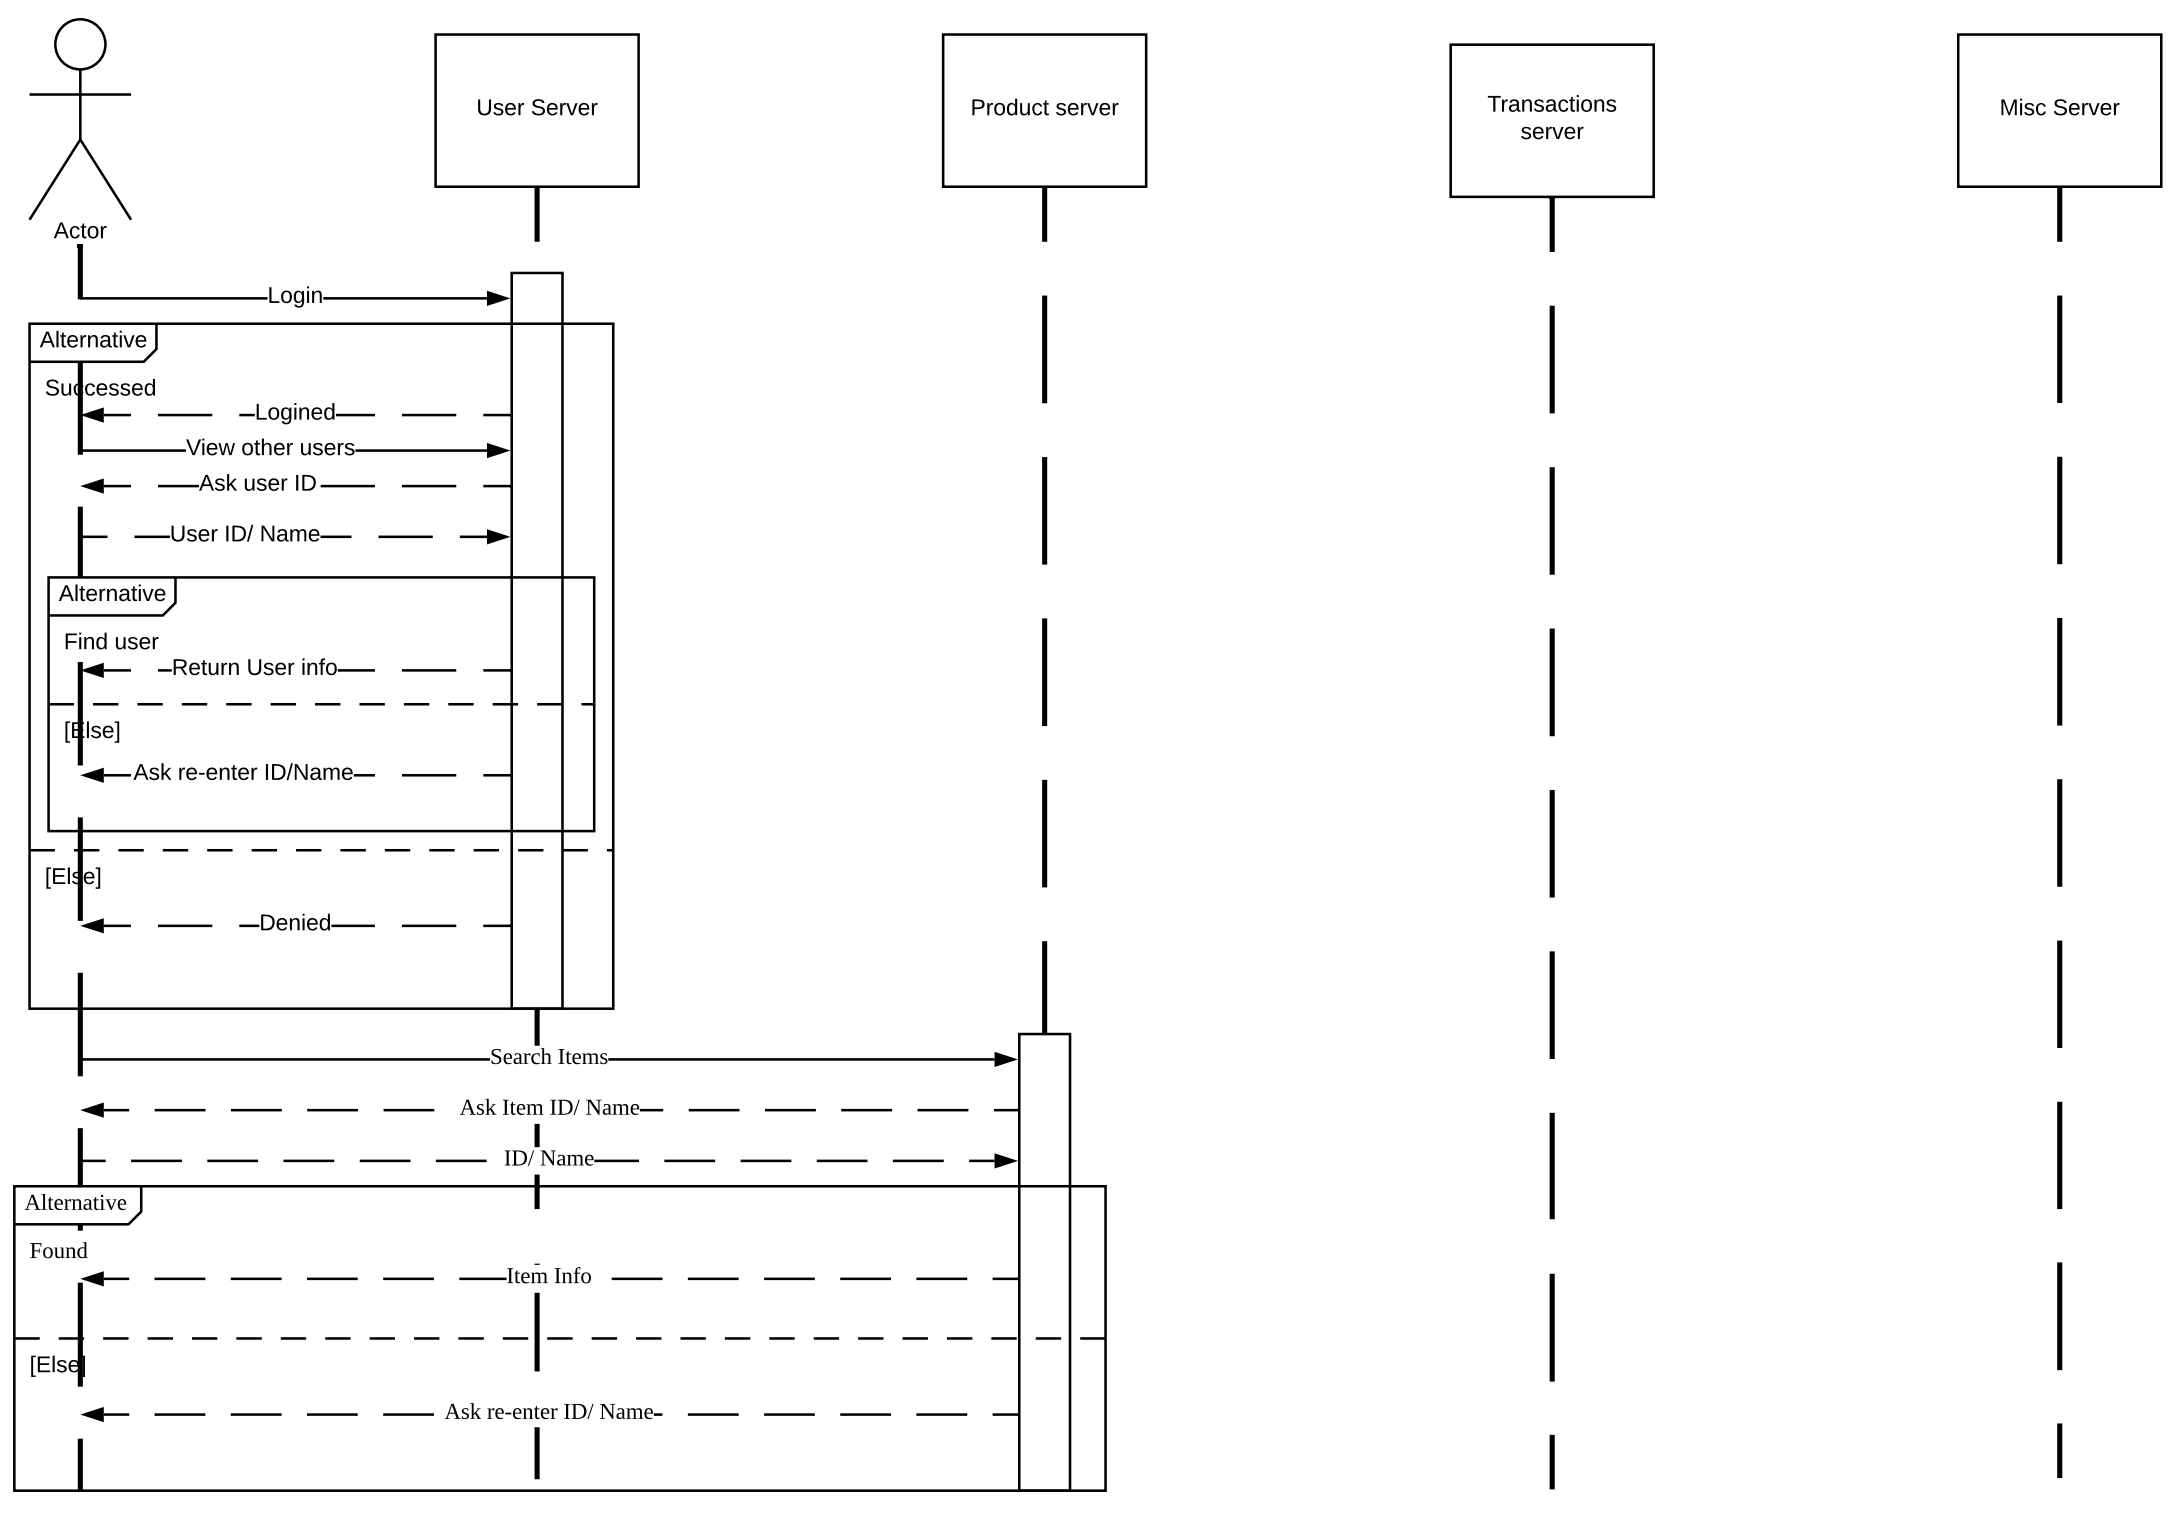 Actor
User Server
Product server
Transactions
server
Misc Server
Login
Alternative
Successed
Logined
View other users
Ask user ID
User ID/ Name
Alternative
Find user
Return User info
[Else]
Ask re-enter ID/Name
[Else]
Denied
Search Items
Ask Item ID/ Name
ID/ Name
Alternative
Found
Item Info
[Else]
Ask re-enter ID/ Name